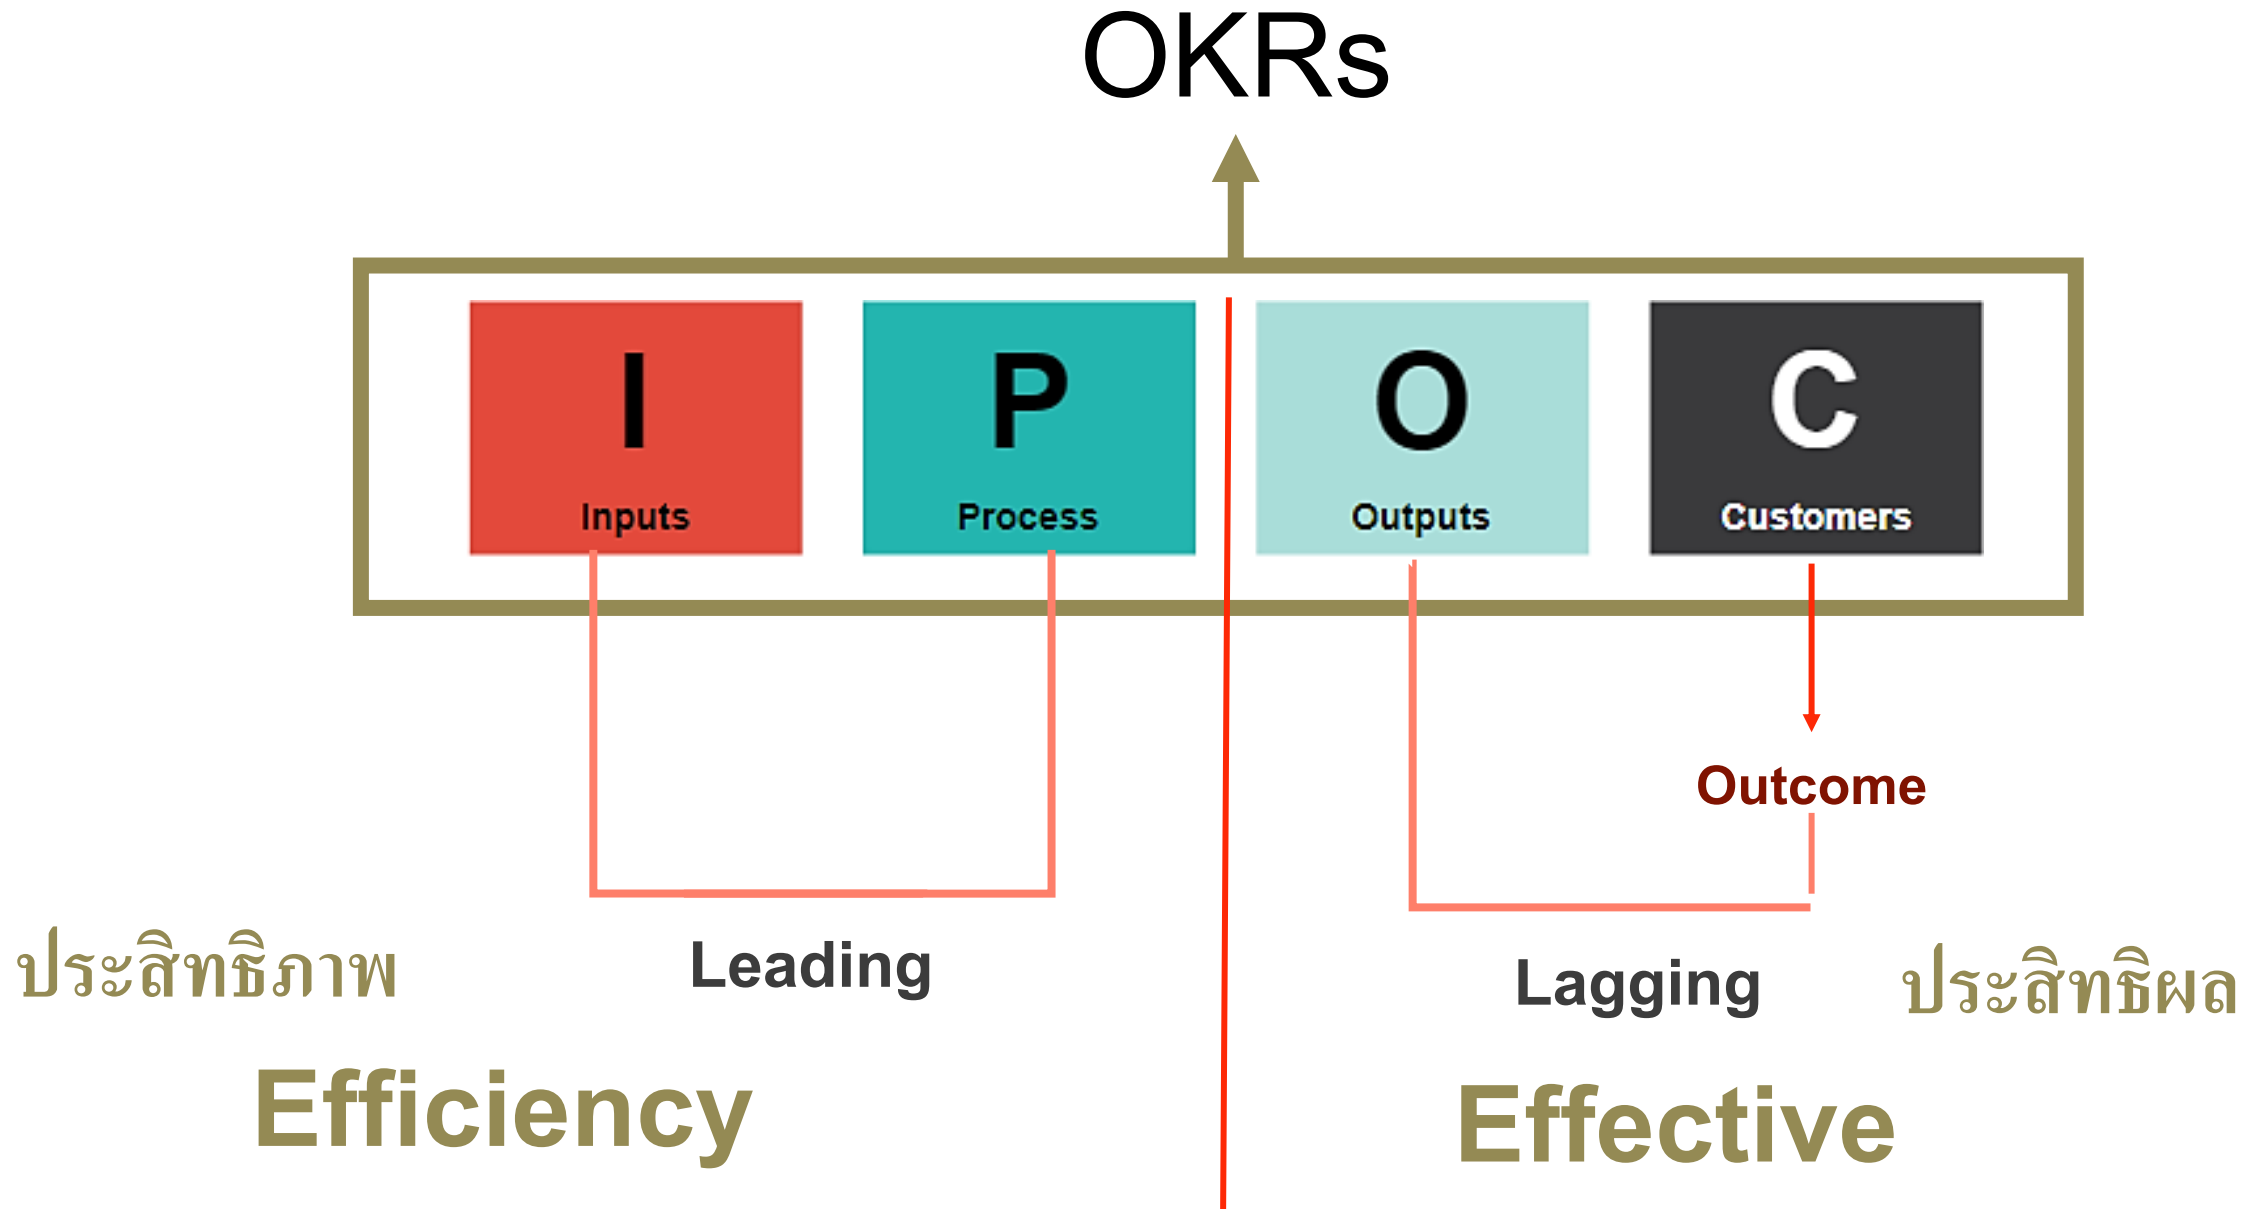 OKRs
I
P
O
C
Inputs
Process
Outputs
Customers
Outcome
ประสิทธิภาพ
Leading
Lagging
ประสิทธิผล
Efficiency
Effective